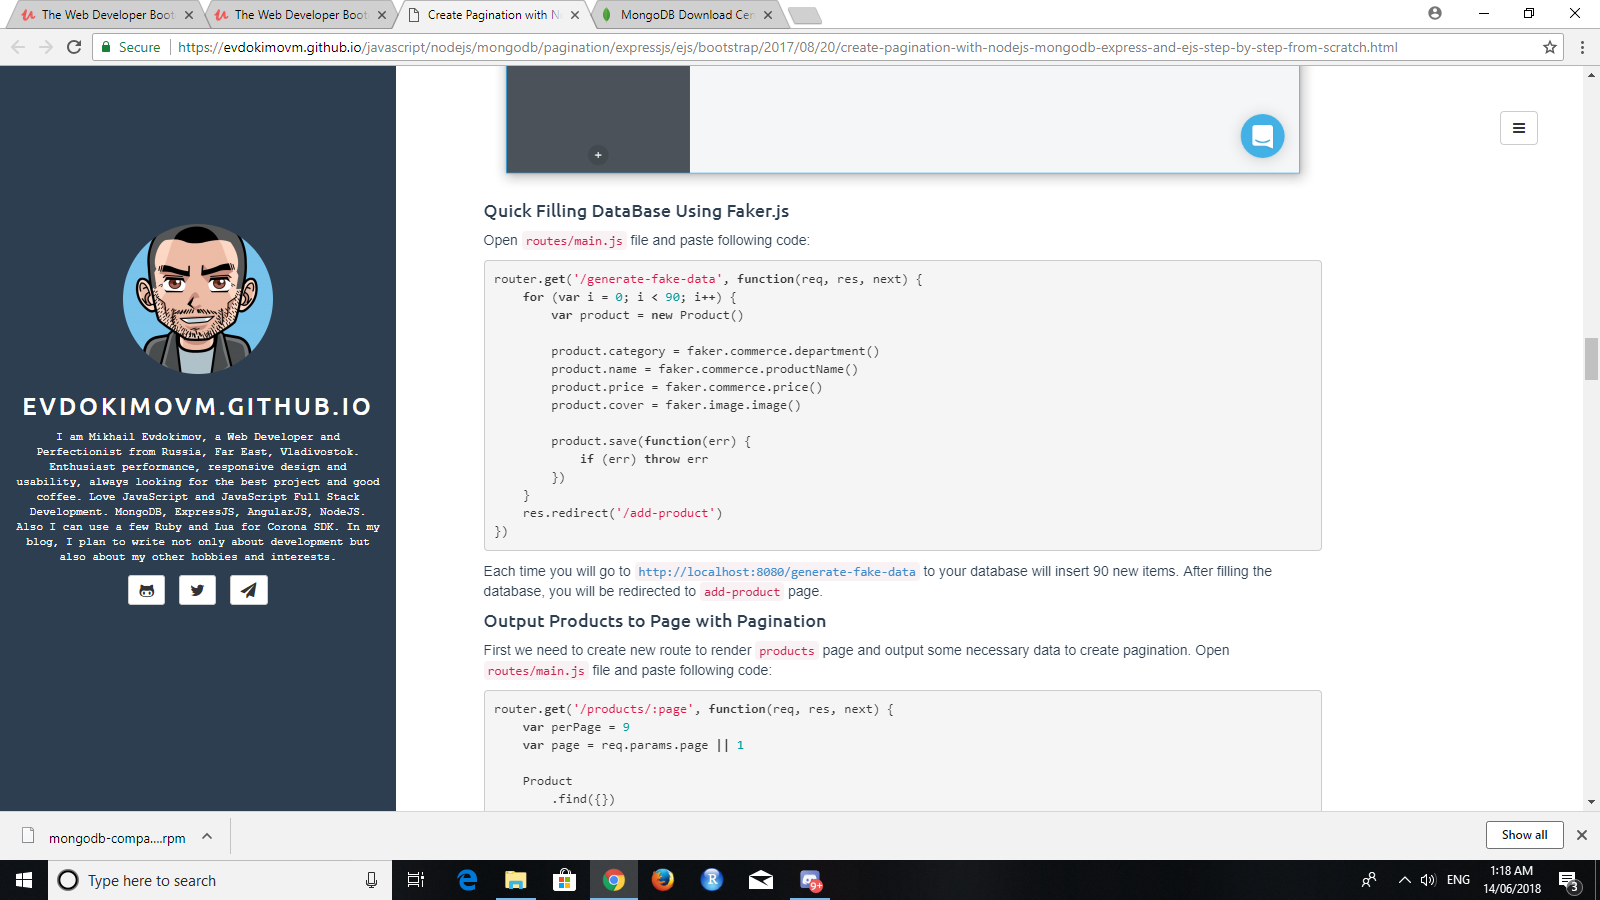 The Web Developer Boot
The Web Developer Boot
Create Pagination with N
MongoDB Download Cen
Secure
https://evdokimovm.github.io/javascript/nodejs/mongodb/pagination/expressjs/ejs/bootstrap/2017/08/20/create-pagination-with-nodejs-mongodb-express-and-ejs-step-by-step-from-scratch.html
EVDOKIMOVM.GITHUB.IO
I am Mikhail Evdokimov, a Web Developer and
Perfectionist from Russia, Far East, Vladivostok.
Enthusiast performance, responsive design and
usability, always looking for the best project and good
coffee. Love JavaScript and JavaScript Full Stack
Development. MongoDB, ExpressJS, AngularJS, NodeJS.
Also I can use a few Ruby and Lua for Corona SDK. In my
blog, I plan to write not only about development but
also about my other hobbies and interests.
+
Quick Filling DataBase Using Faker.js
Open routes/main.js file and paste following code:
router.get('/generate-fake-data', function(req, res, next) {
for (var i = 0; i < 90; i++) {
var product = new Product()
product.category = faker.commerce.department()
product.name = faker.commerce.productName()
product.price = faker.commerce.price()
product.cover = faker.image.image()
product.save(function(err) {
if (err) throw err
})
}
res.redirect('/add-product')
})
Each time you will go to http://localhost:8080/generate-fake-data to your database will insert 90 new items. After filling the
database, you will be redirected to add-product page.
Output Products to Page with Pagination
First we need to create new route to render products page and output some necessary data to create pagination. Open
routes/main.js file and paste following code:
router.get('/products/:page', function(req, res, next) {
var perPage = 9
var page = req.params.page || 1
Product
.find({})
mongodb-compa....rpm
Show all
Type here to search
R
9+
ENG
1:18 AM
14/06/2018
3